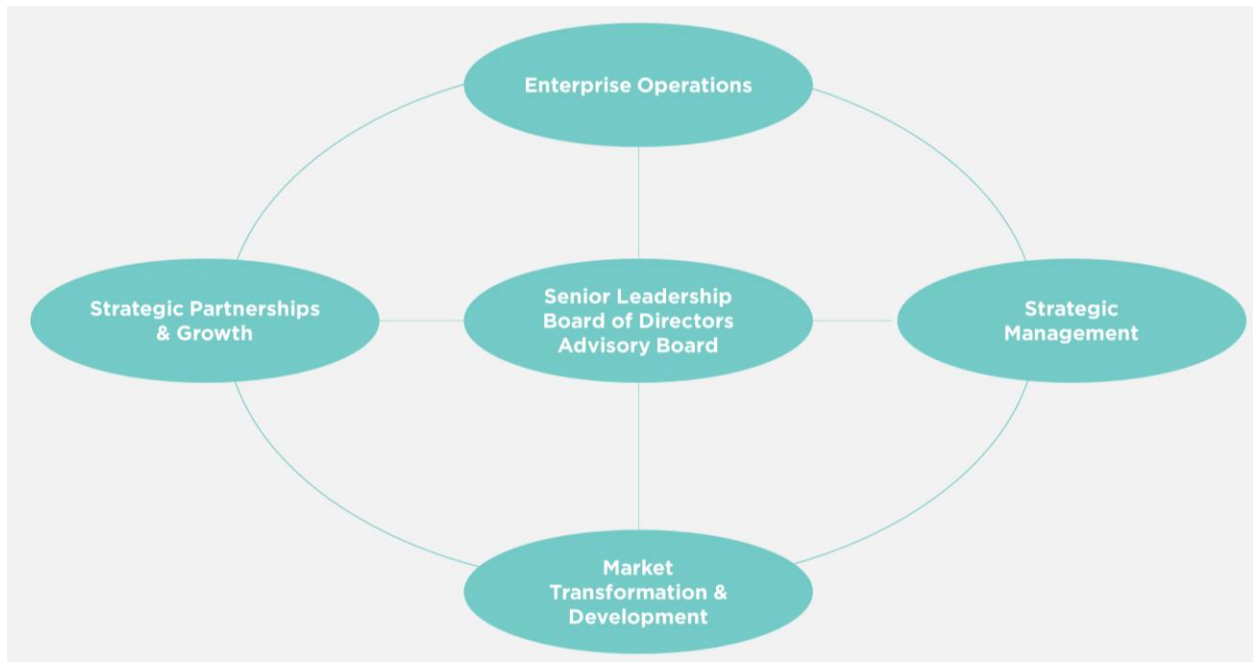 Enterprise Operations
Strategic Partnerships
& Growth
Senior Leadership
Board of Directors
Advisory Board
Strategic
Management
Market
Transformation &
Development